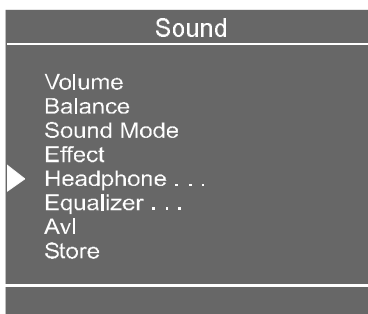 Sound
Volume
Balance
Sound Mode
Effect
Headphone . . .
Equalizer . . .
Avl
Store